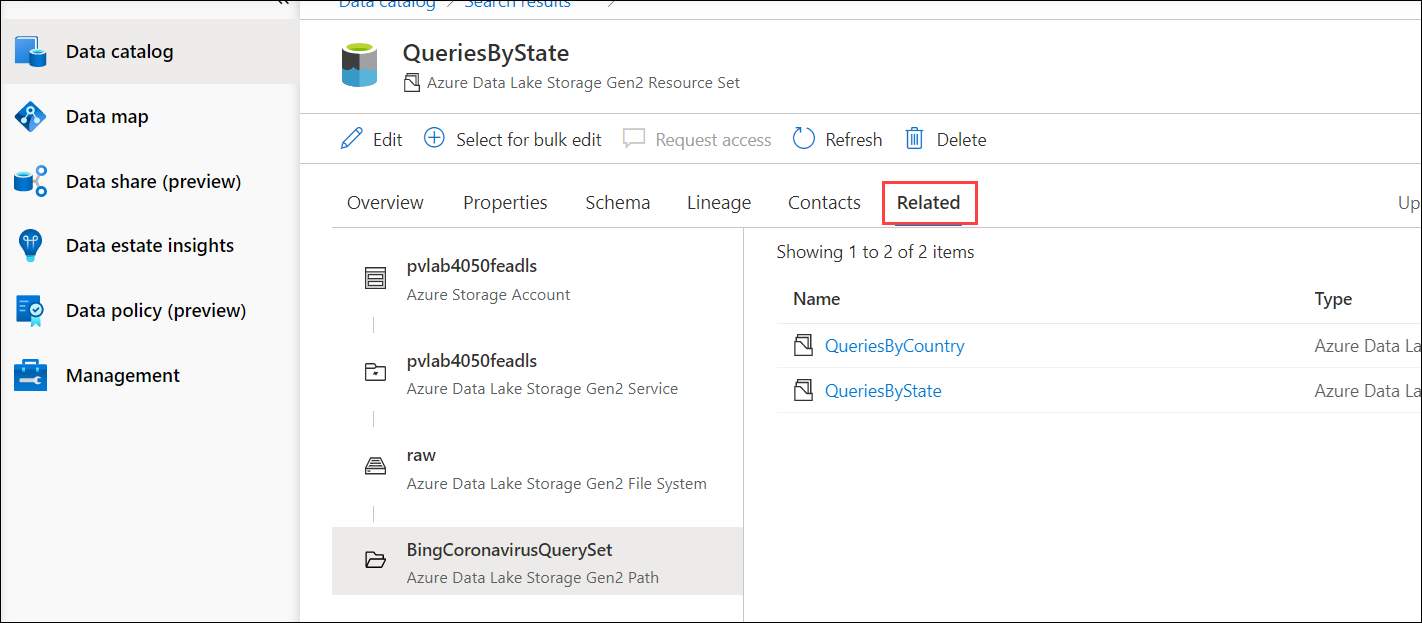 Data catalog
Search results
Data catalog
Data map
Data share (preview)
Data estate insights
Data policy (preview)
Management
QueriesByState
Azure Data Lake Storage Gen2 Resource Set
Edit
Select for bulk edit
Request access
Refresh
Delete
Overview
Properties
Schema
Lineage
Contacts
Related
Up
pvlab4050feadls
Azure Storage Account
pvlab4050feadls
Azure Data Lake Storage Gen2 Service
raw
Azure Data Lake Storage Gen2 File System
BingCoronavirusQuerySet
Azure Data Lake Storage Gen2 Path
Showing 1 to 2 of 2 items
Name Type
QueriesByCountry Azure Data La
QueriesByState Azure Data La